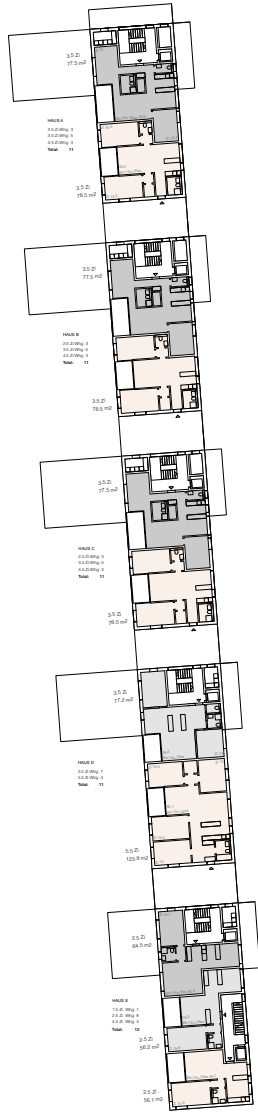 3.5 Zi
77.5 m2
HAUS A
2.5 Zi.Whg: 3
3.5 Zi.Whg: 5
4.5 Zi.Whg: 3
Total: 11
3.5 Zi
78.5 m2
3.5 Zi
77.5 m2
HAUS B
2.5 Zi.Whg: 3
3.5 Zi.Whg: 5
4.5 Zi.Whg: 3
Total: 11
3.5 Zi
78.5 m2
3.5 Zi
77.5 m2
HAUS C
2.5 Zi.Whg: 3
3.5 Zi.Whg: 5
4.5 Zi.Whg: 3
Total: 11
3.5 Zi
78.5 m2
3.5 Zi
77.2 m2
HAUS D
3.5 Zi.Whg: 7
5.5 Zi.Whg: 4
Total: 11
5.5 Zi
123.8 m2
2.5 Zi
64.5 m2
HAUS E
1.5 Zi. Whg: 1
2.5 Zi. Whg: 8
4.5 Zi. Whg: 3
Total: 12
2.5 Zi
56.2 m2
2.5 Zi
56.1 m2